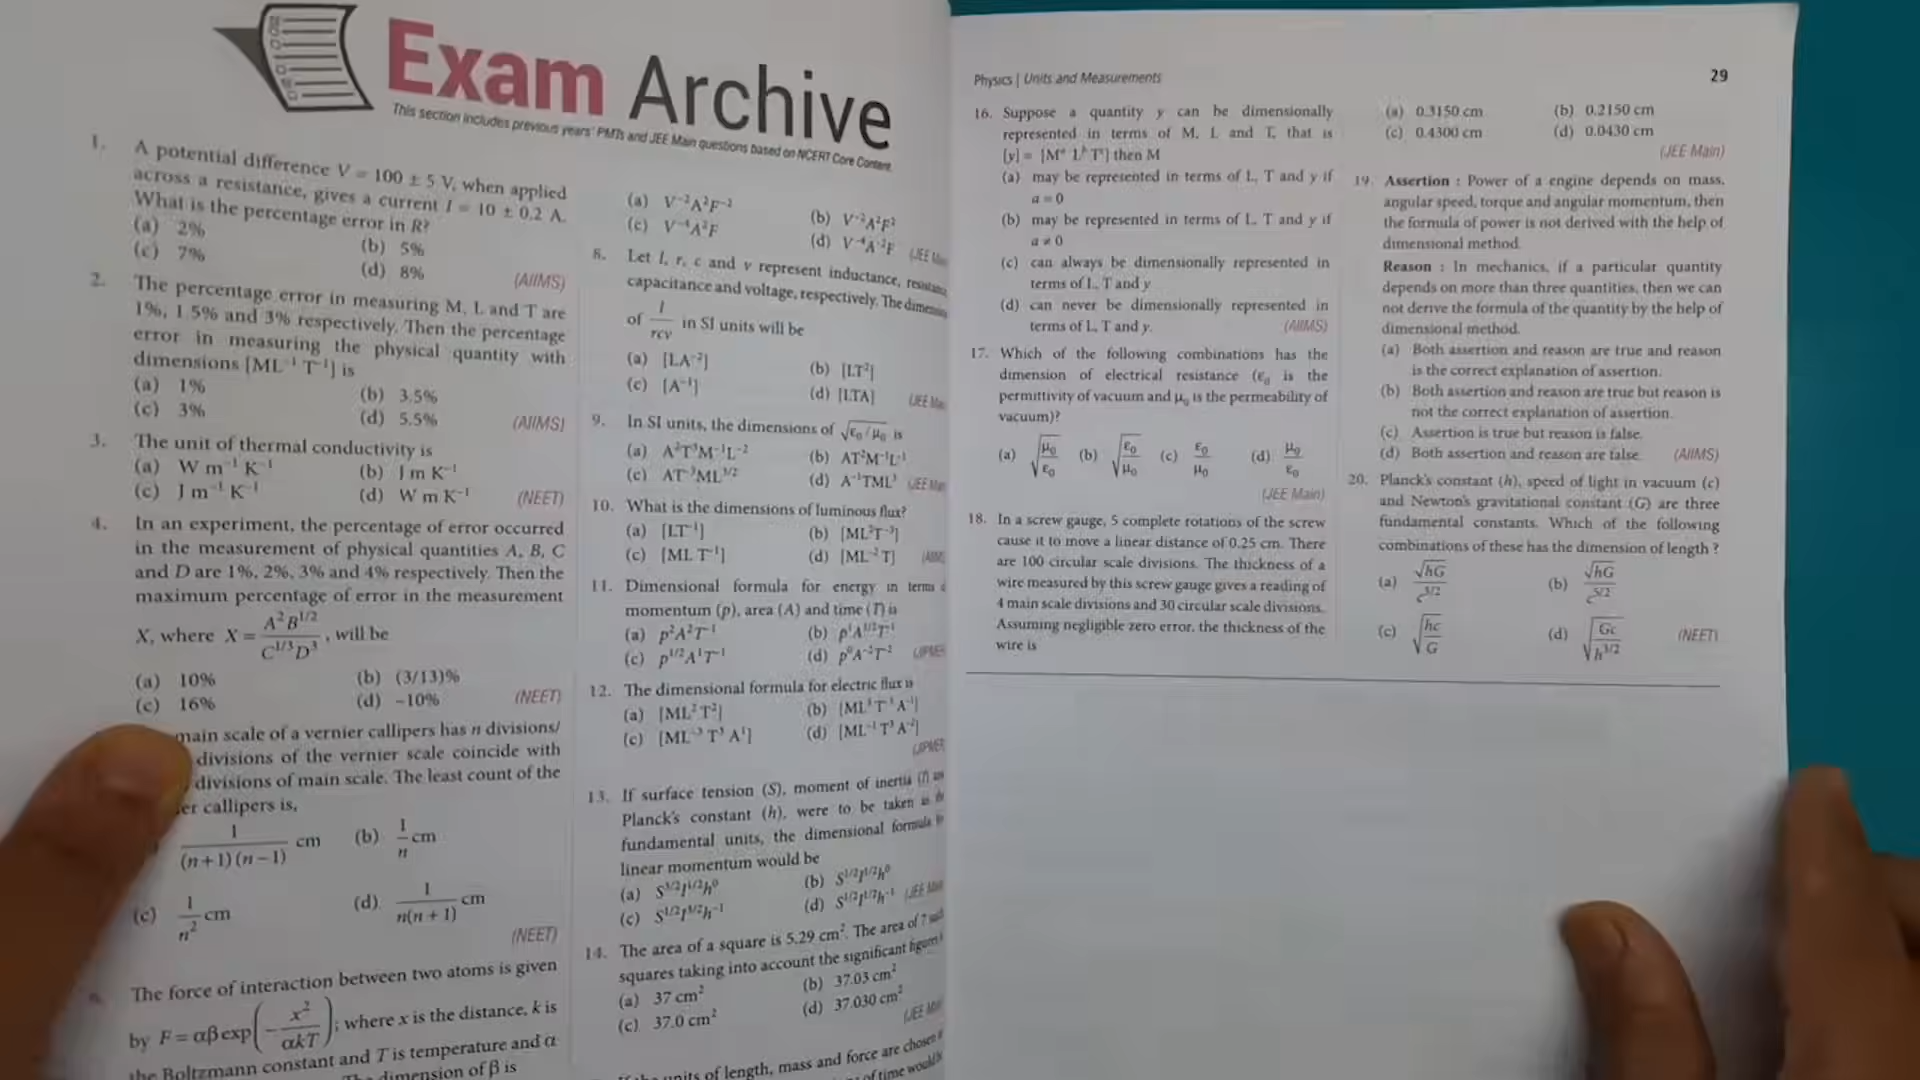 Exam Archive
This section includes previous years' PMTs and JEE Main questions based on NCERT Core Content.
1. A potential difference V = 100 ± 5 V, when applied
across a resistance, gives a current I = 10 ± 0.2 A.
What is the percentage error in R?
(a) 2%
(b) 5%
(c) 7%
(d) 8%
(AIIMS)
2. The percentage error in measuring M, L and T are
1%, 1.5% and 3% respectively. Then the percentage
error in measuring the physical quantity with
dimensions [ML⁻¹ T⁻¹] is
(a) 1%
(b) 3.5%
(c) 3%
(d) 5.5%
(AIIMS)
3. The unit of thermal conductivity is
(a) W m⁻¹ K⁻¹ (b) J m K⁻¹
(c) J m⁻¹ K⁻¹ (d) W m K⁻¹ (NEET)
4. In an experiment, the percentage of error occurred
in the measurement of physical quantities A, B, C
and D are 1%, 2%, 3% and 4% respectively. Then the
maximum percentage of error in the measurement
X, where X = A²B^1/2 / C^1/3 D³ , will be
(a) 10% (b) (3/13)%
(c) 16% (d) -10% (NEET)
main scale of a vernier callipers has n divisions/
divisions of the vernier scale coincide with
divisions of main scale. The least count of the
callipers is,
1/(n+1)(n−1) cm (b) 1/n cm
(c) 1/n² cm (d) 1/n(n+1) cm
(NEET)
The force of interaction between two atoms is given
by F = αβ exp(−x²/αkT); where x is the distance, k is
the Boltzmann constant and T is temperature and α
dimension of β is
(a) V⁻²A²F⁻² (b) V⁻²A²F²
(c) V⁻⁴A²F (d) V⁻⁴A⁻²F (JEE
8. Let l, r, c and v represent inductance,
capacitance and voltage, respectively. The
of l/rcv in SI units will be
(a) [LA⁻²] (b) [LT²]
(c) [A⁻¹] (d) [LTA] (JEE
9. In SI units, the dimensions of √ε₀/μ₀ is
(a) A²T³M⁻¹L⁻² (b) AT²M⁻¹L⁻¹
(c) AT⁻³ML^3/2 (d) A⁻¹TML³ (JEE
10. What is the dimensions of luminous flux?
(a) [LT⁻¹] (b) [ML²T⁻³]
(c) [ML T⁻¹] (d) [ML⁻²T]
11. Dimensional formula for energy in terms
momentum (p), area (A) and time (T) is
(a) p²A²T⁻¹ (b) p¹A^1/2T⁻¹
(c) p^1/2A¹T⁻¹ (d) p⁰A⁻²T⁻²
12. The dimensional formula for electric flux is
(a) [ML²T²] (b) [ML³T⁻³A⁻¹]
(c) [ML⁻³T³A¹] (d) [ML⁻¹T³A⁻²]
13. If surface tension (S), moment of inertia (I)
Planck's constant (h), were to be taken as
fundamental units, the dimensional formula
linear momentum would be
(a) S^3/2I^1/2h⁰ (b) S^1/2I^1/2h⁰
(c) S^1/2I^3/2h⁻¹ (d) S^1/2I^1/2h⁻¹ (JEE
14. The area of a square is 5.29 cm². The area of 7
squares taking into account the significant
(a) 37 cm² (b) 37.03 cm²
(c) 37.0 cm² (d) 37.030 cm²
(JEE
units of length, mass and force are chosen
of time would
Physics | Units and Measurements 29
16. Suppose a quantity y can be dimensionally
represented in terms of M, L and T, that is
[y] = [Mᵃ Lᵇ Tᶜ] then M
(a) may be represented in terms of L, T and y if
a = 0
(b) may be represented in terms of L, T and y if
a ≠ 0
(c) can always be dimensionally represented in
terms of L, T and y
(d) can never be dimensionally represented in
terms of L, T and y. (AIIMS)
17. Which of the following combinations has the
dimension of electrical resistance (ε₀ is the
permittivity of vacuum and μ₀ is the permeability of
vacuum)?
(a) √μ₀/ε₀ (b) √ε₀/μ₀ (c) ε₀/μ₀ (d) μ₀/ε₀
(JEE Main)
18. In a screw gauge, 5 complete rotations of the screw
cause it to move a linear distance of 0.25 cm. There
are 100 circular scale divisions. The thickness of a
wire measured by this screw gauge gives a reading of
4 main scale divisions and 30 circular scale divisions.
Assuming negligible zero error, the thickness of the
wire is
(a) 0.3150 cm (b) 0.2150 cm
(c) 0.4300 cm (d) 0.0430 cm
(JEE Main)
19. Assertion : Power of a engine depends on mass,
angular speed, torque and angular momentum, then
the formula of power is not derived with the help of
dimensional method.
Reason : In mechanics, if a particular quantity
depends on more than three quantities, then we can
not derive the formula of the quantity by the help of
dimensional method.
(a) Both assertion and reason are true and reason
is the correct explanation of assertion.
(b) Both assertion and reason are true but reason is
not the correct explanation of assertion.
(c) Assertion is true but reason is false.
(d) Both assertion and reason are false. (AIIMS)
20. Planck's constant (h), speed of light in vacuum (c)
and Newton's gravitational constant (G) are three
fundamental constants. Which of the following
combinations of these has the dimension of length ?
(a) √hG/c^3/2 (b) √hG/c^5/2
(c) √hc/G (d) √Gc/h^3/2 (NEET)